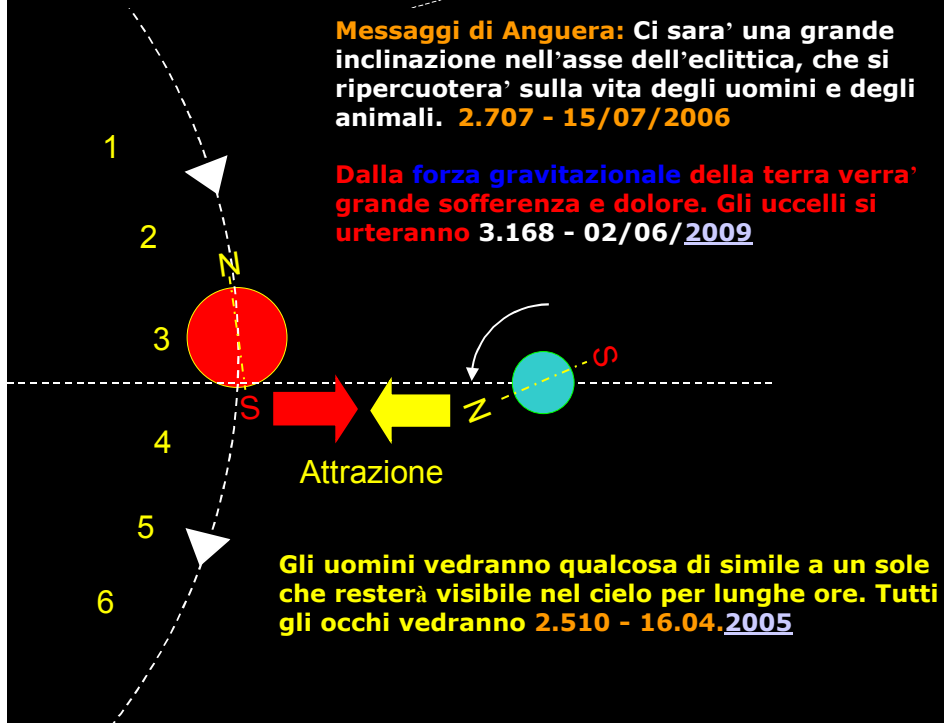 Messaggi di Anguera: Ci sara’ una grande
inclinazione nell’asse dell’eclittica, che si
ripercuotera’ sulla vita degli uomini e degli
animali. 2.707 - 15/07/2006
Dalla forza gravitazionale della terra verra’
grande sofferenza e dolore. Gli uccelli si
urteranno 3.168 - 02/06/2009
1
2
N
3
S
S
N
4
Attrazione
5
6
Gli uomini vedranno qualcosa di simile a un sole
che resterà visibile nel cielo per lunghe ore. Tutti
gli occhi vedranno 2.510 - 16.04.2005